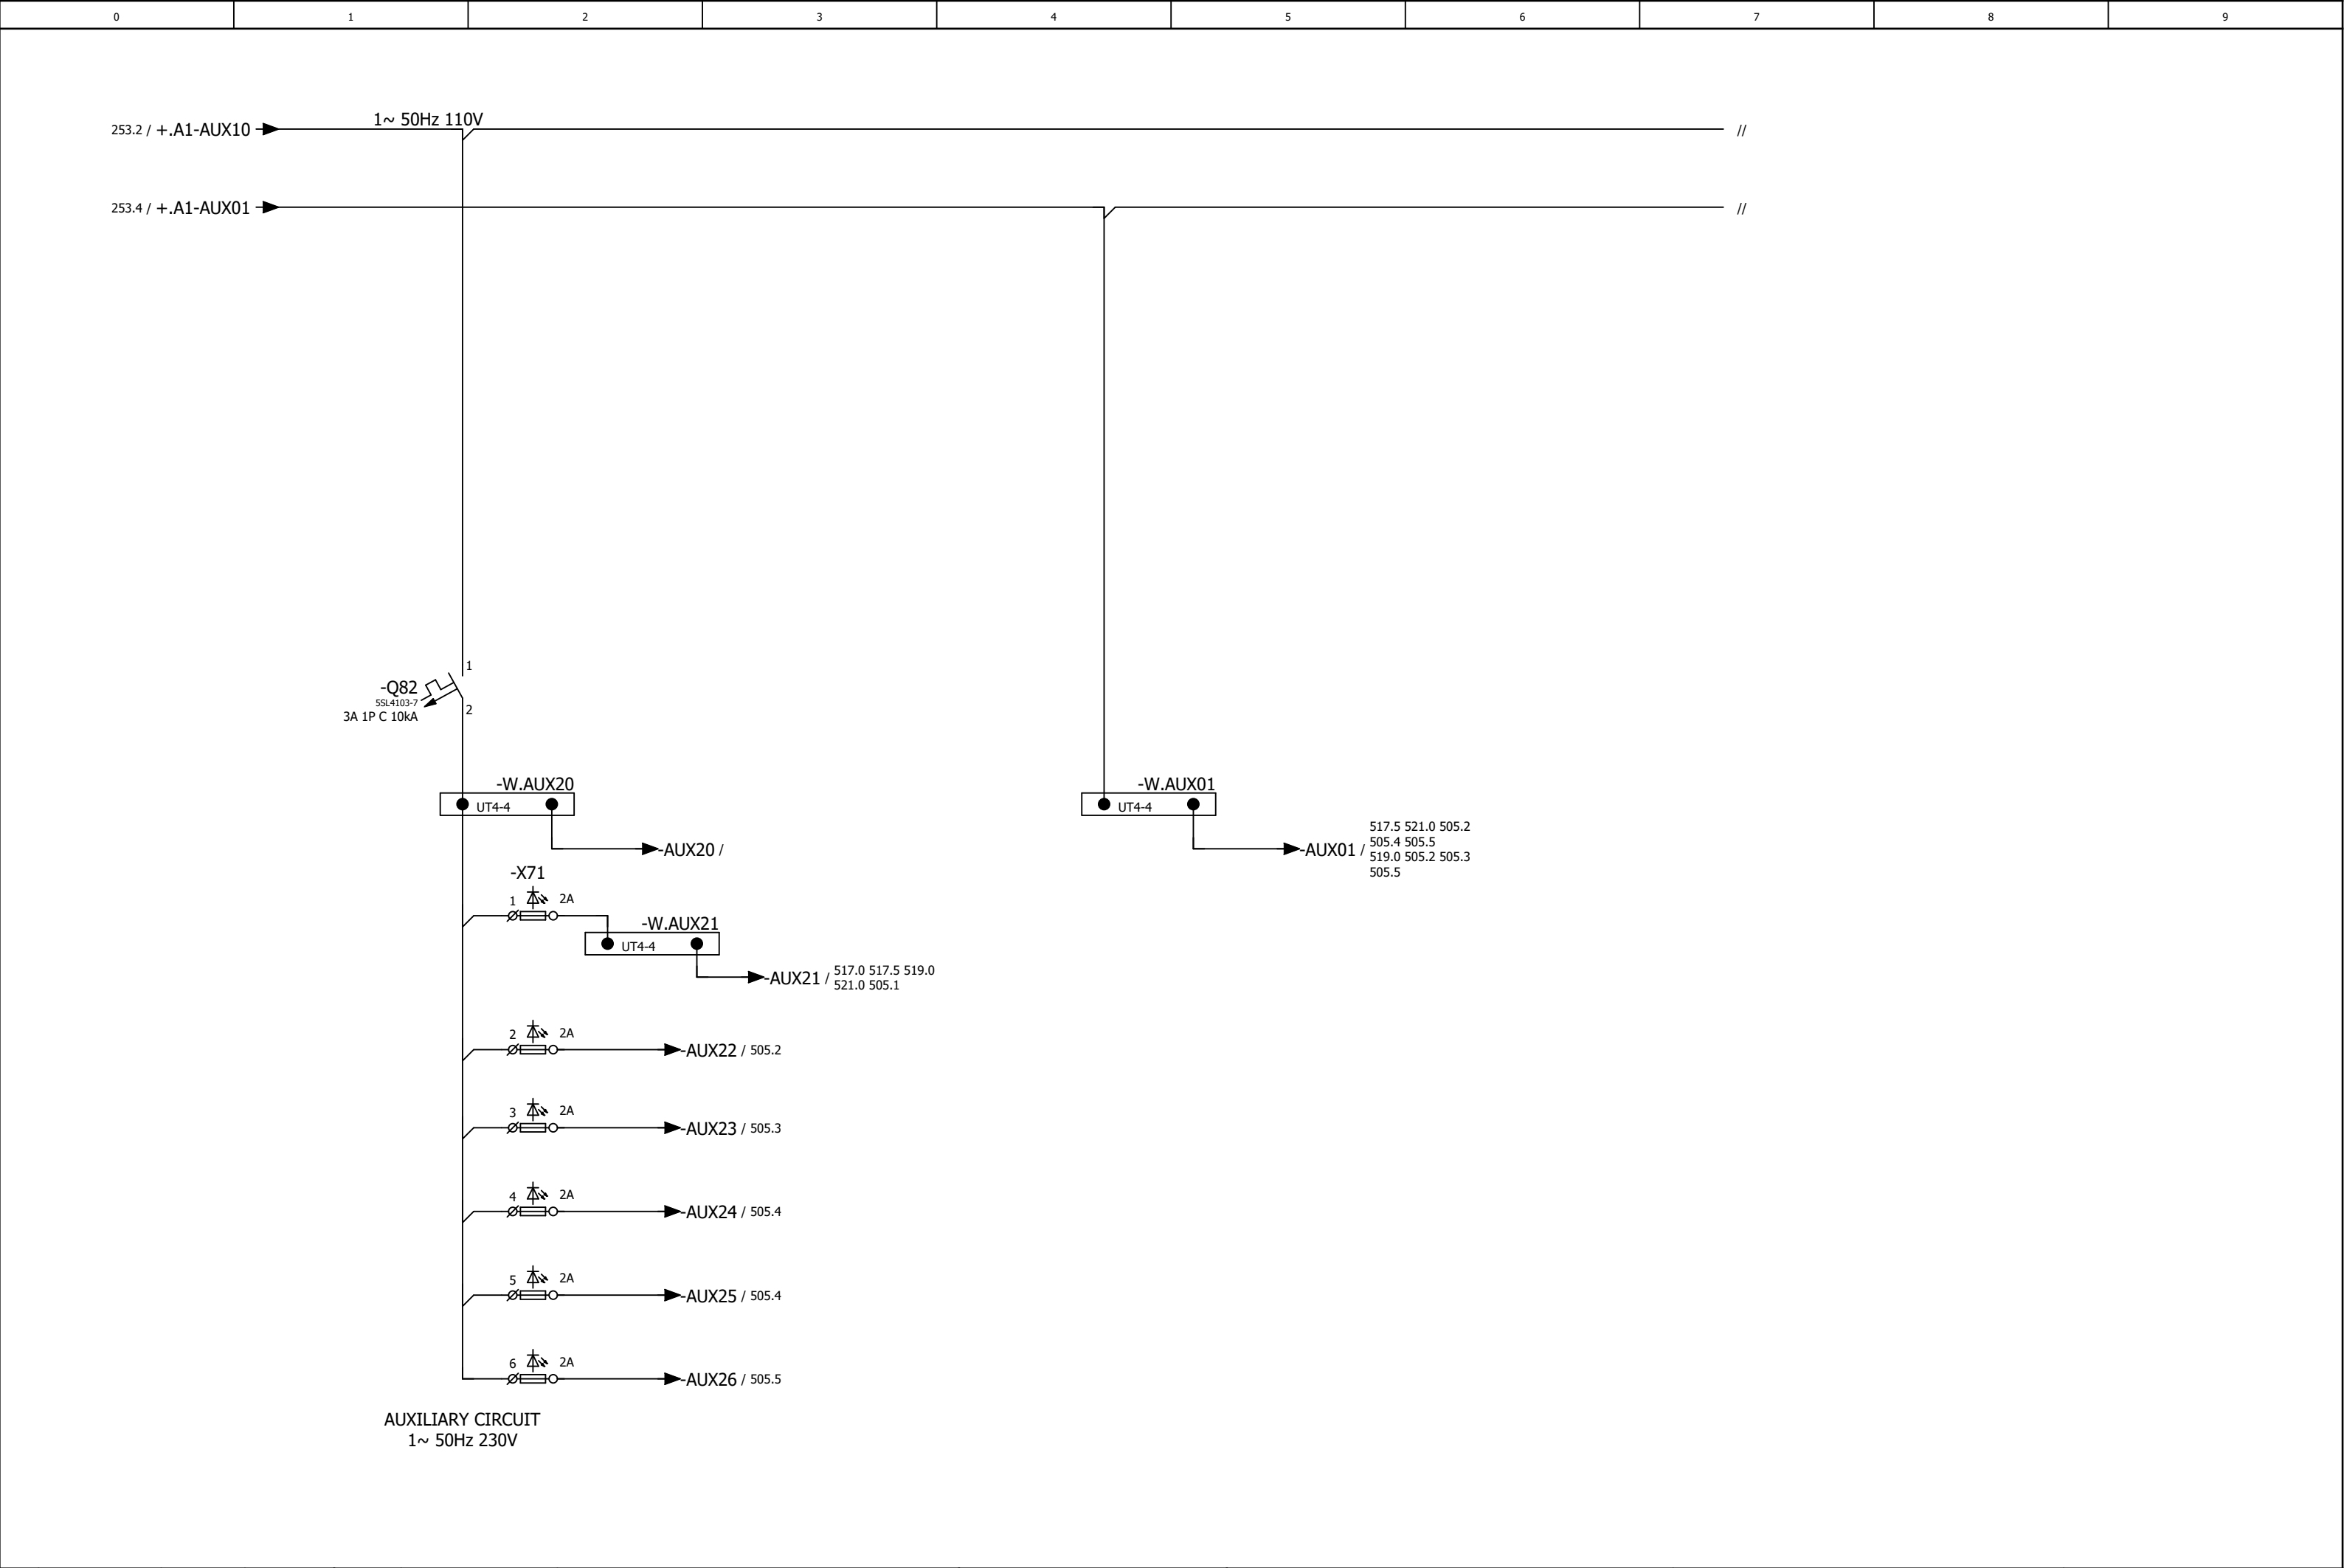 0 1 2 3 4 5 6 7 8 9
1~ 50Hz 110V
253.2 / +.A1-AUX10 //
253.4 / +.A1-AUX01 //
1
-Q82
5SL4103-7
3A 1P C 10kA
2
-W.AUX20
UT4-4
-AUX20 /
-W.AUX01
UT4-4
-AUX01 /
517.5 521.0 505.2
505.4 505.5
519.0 505.2 505.3
505.5
-X71
1 2A
-W.AUX21
UT4-4
-AUX21 /
517.0 517.5 519.0
521.0 505.1
2 2A
-AUX22 / 505.2
3 2A
-AUX23 / 505.3
4 2A
-AUX24 / 505.4
5 2A
-AUX25 / 505.4
6 2A
-AUX26 / 505.5
AUXILIARY CIRCUIT
1~ 50Hz 230V